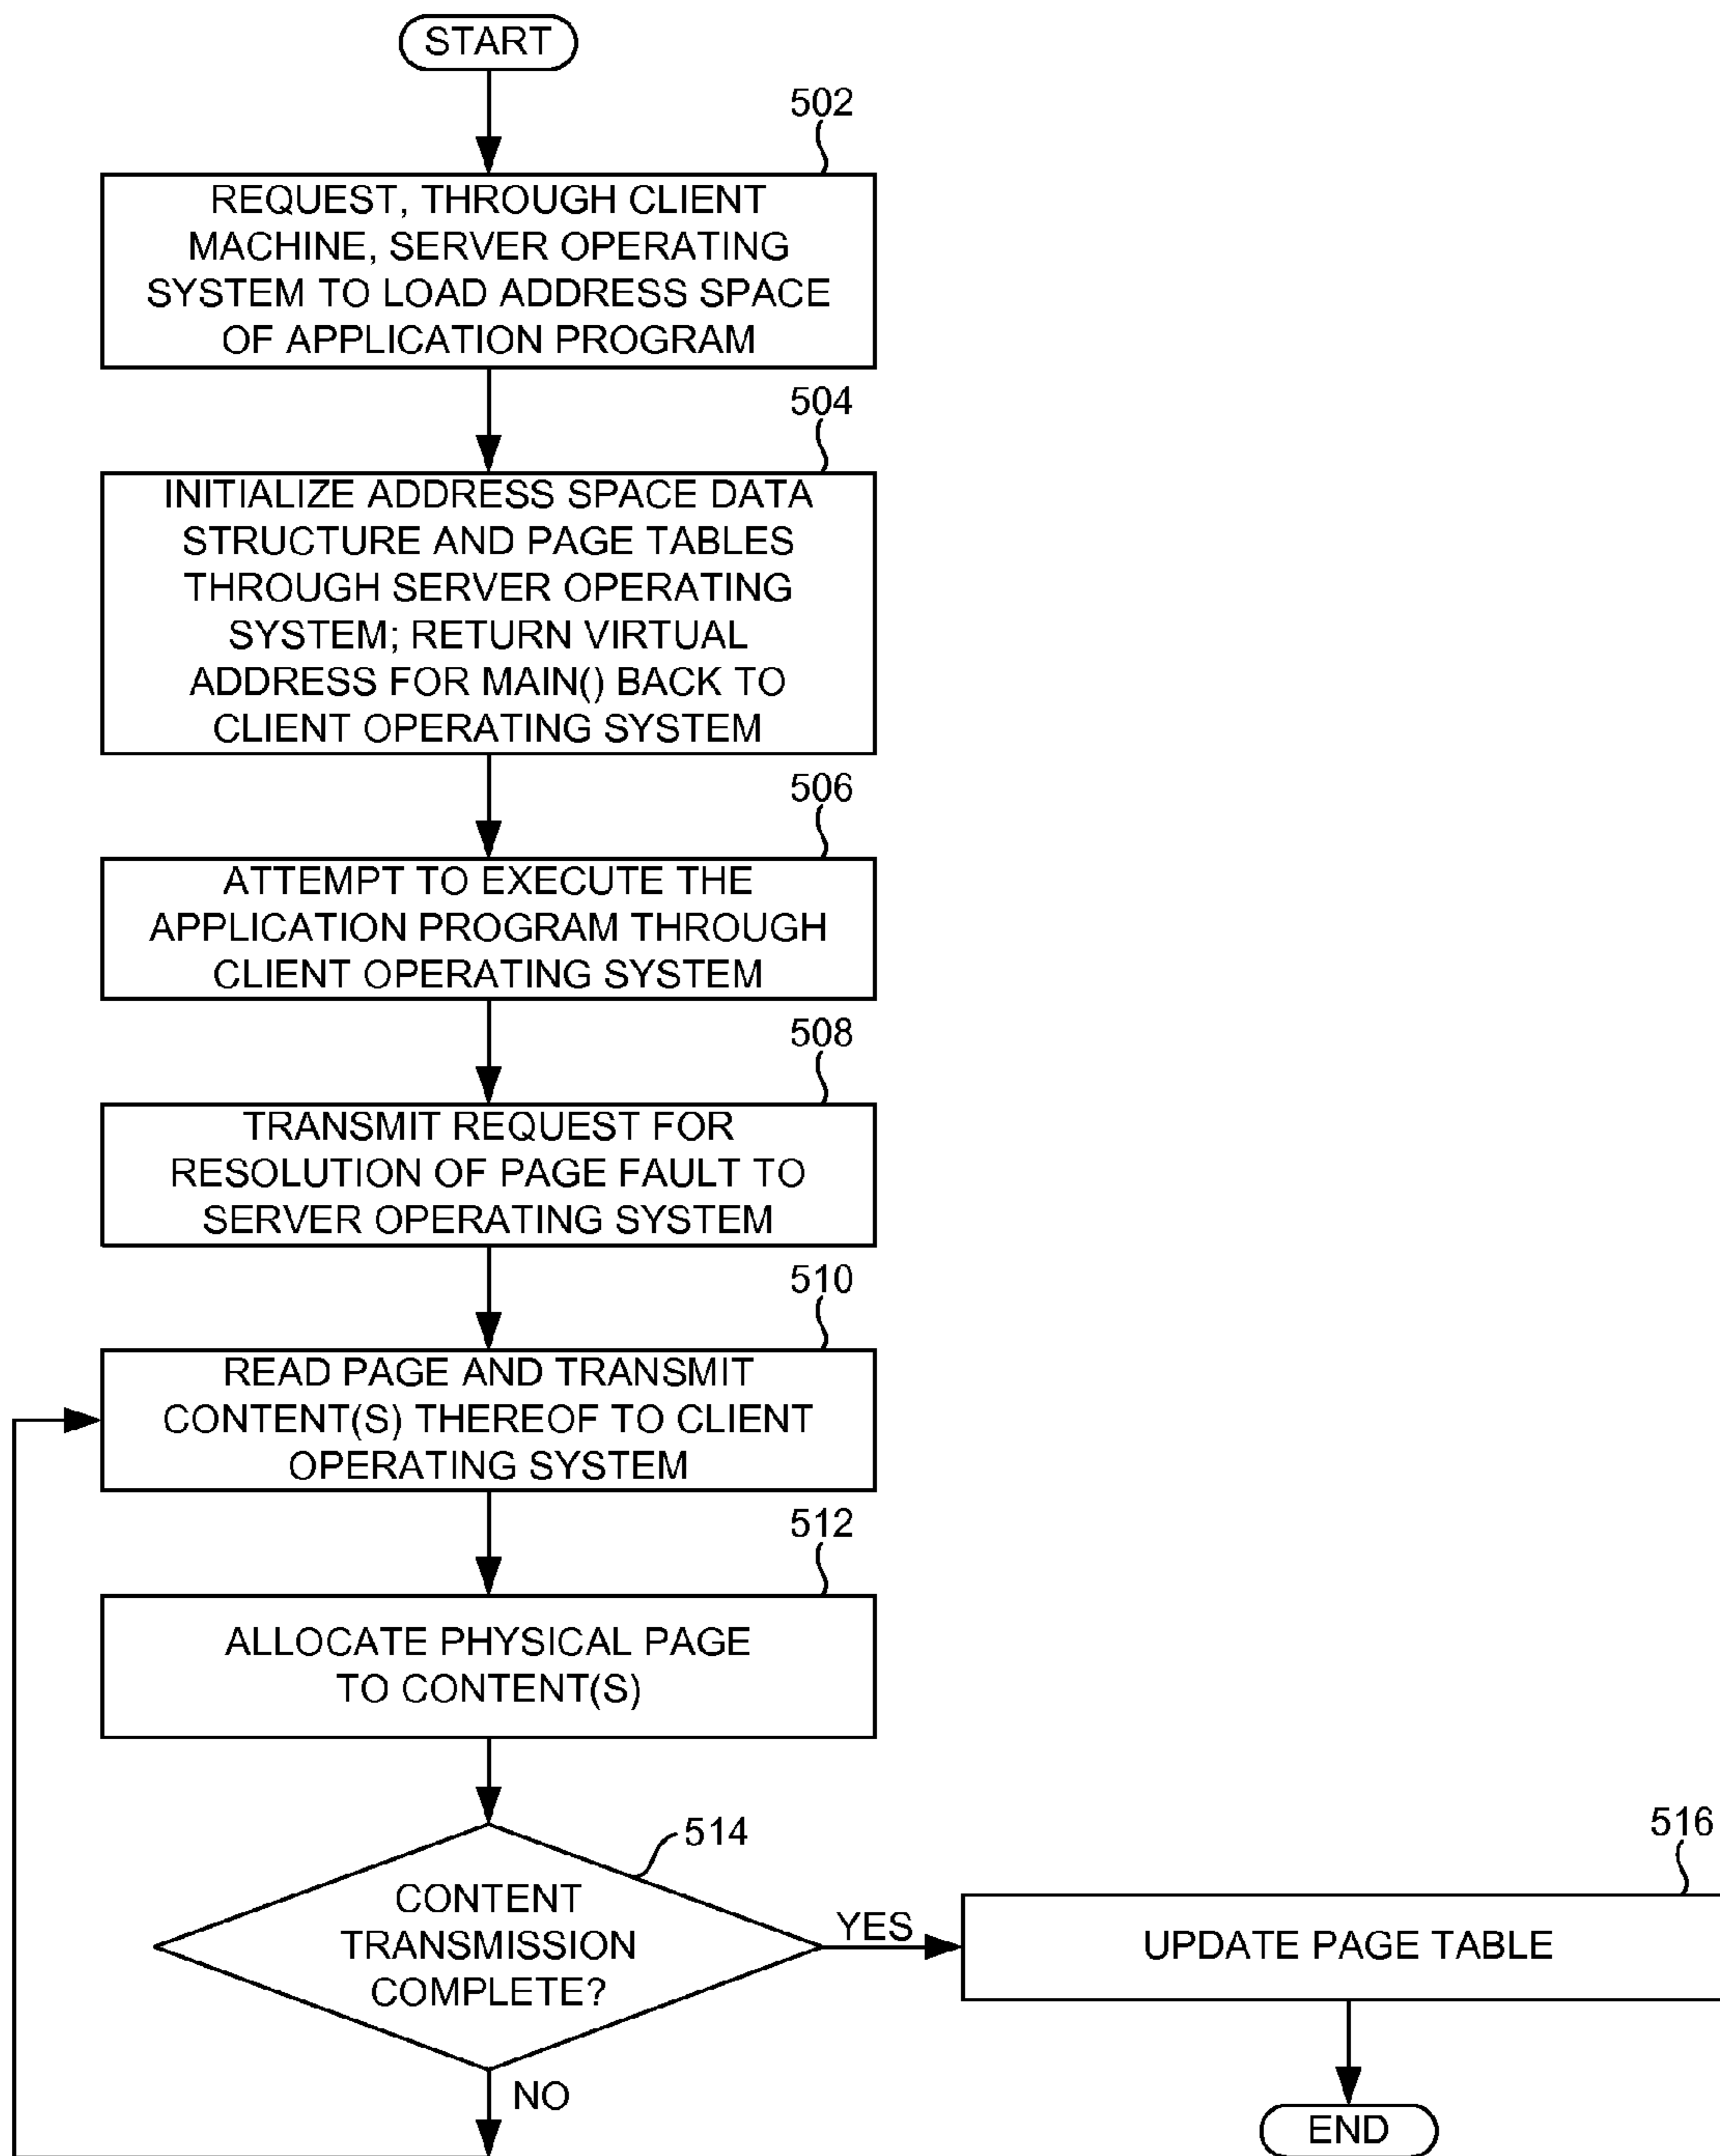 START
502
REQUEST, THROUGH CLIENT
MACHINE, SERVER OPERATING
SYSTEM TO LOAD ADDRESS SPACE
OF APPLICATION PROGRAM
504
INITIALIZE ADDRESS SPACE DATA
STRUCTURE AND PAGE TABLES
THROUGH SERVER OPERATING
SYSTEM; RETURN VIRTUAL
ADDRESS FOR MAIN() BACK TO
CLIENT OPERATING SYSTEM
506
ATTEMPT TO EXECUTE THE
APPLICATION PROGRAM THROUGH
CLIENT OPERATING SYSTEM
508
TRANSMIT REQUEST FOR
RESOLUTION OF PAGE FAULT TO
SERVER OPERATING SYSTEM
510
READ PAGE AND TRANSMIT
CONTENT(S) THEREOF TO CLIENT
OPERATING SYSTEM
512
ALLOCATE PHYSICAL PAGE
TO CONTENT(S)
514
CONTENT
TRANSMISSION
COMPLETE?
YES
NO
516
UPDATE PAGE TABLE
END